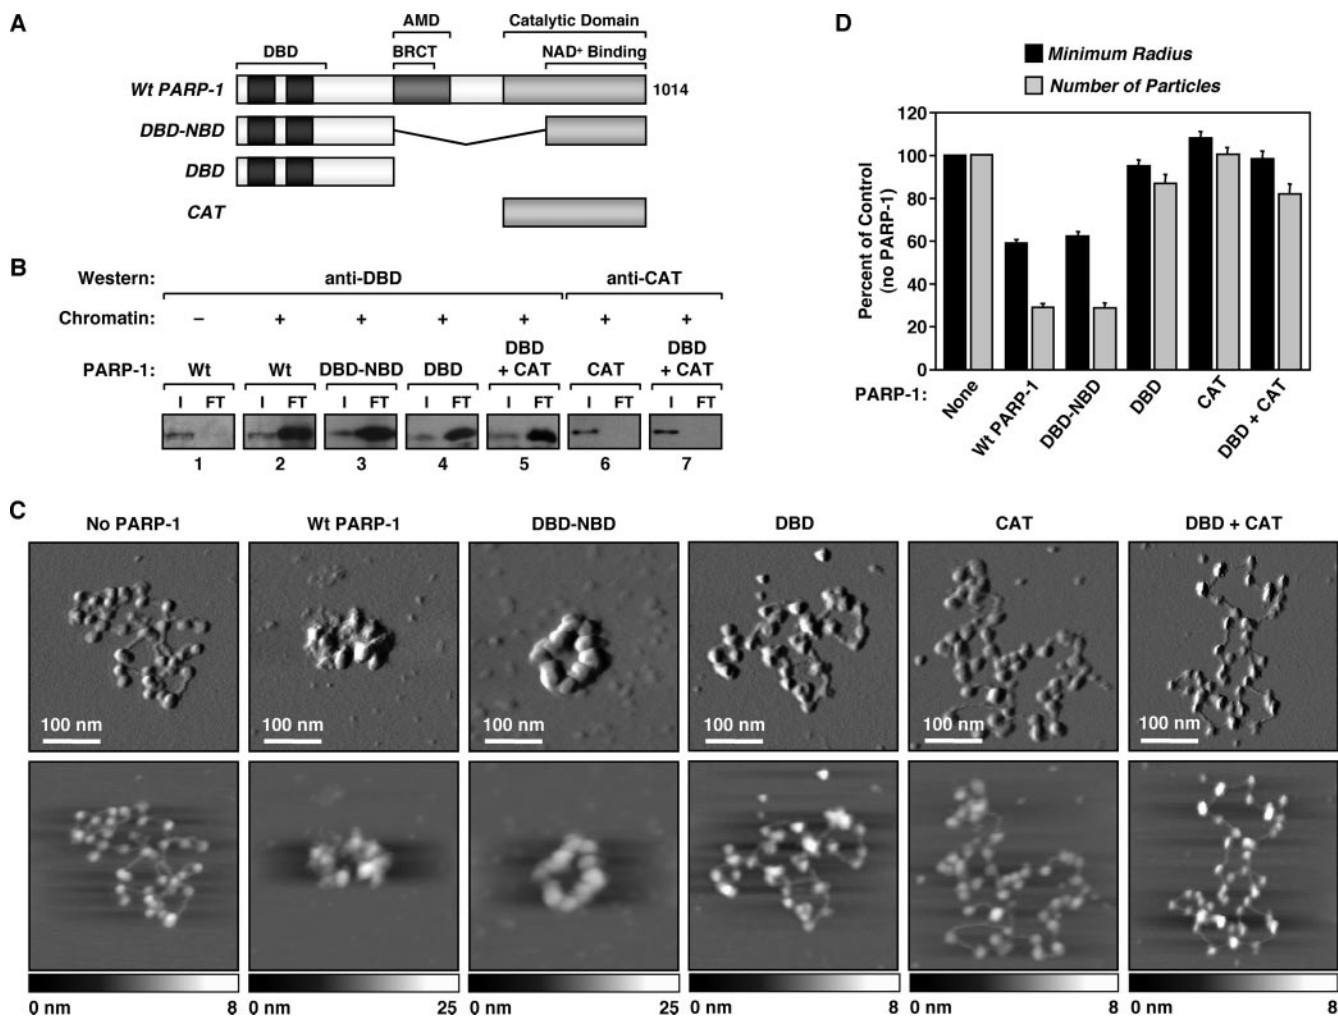 A
AMD
Catalytic Domain
DBD
BRCT
NAD+ Binding
Wt PARP-1
1014
DBD-NBD
DBD
CAT
B
Western:
anti-DBD
anti-CAT
Chromatin:
– + + + + + +
PARP-1:
Wt
Wt
DBD-NBD
DBD
DBD
+ CAT
CAT
DBD
+ CAT
I FT I FT I FT I FT I FT I FT I FT
1 2 3 4 5 6 7
D
Minimum Radius
Number of Particles
Percent of Control
(no PARP-1)
120
100
80
60
40
20
0
PARP-1:
None
Wt PARP-1
DBD-NBD
DBD
CAT
DBD + CAT
C
No PARP-1
Wt PARP-1
DBD-NBD
DBD
CAT
DBD + CAT
100 nm
100 nm
100 nm
100 nm
100 nm
100 nm
0 nm 8
0 nm 25
0 nm 25
0 nm 8
0 nm 8
0 nm 8